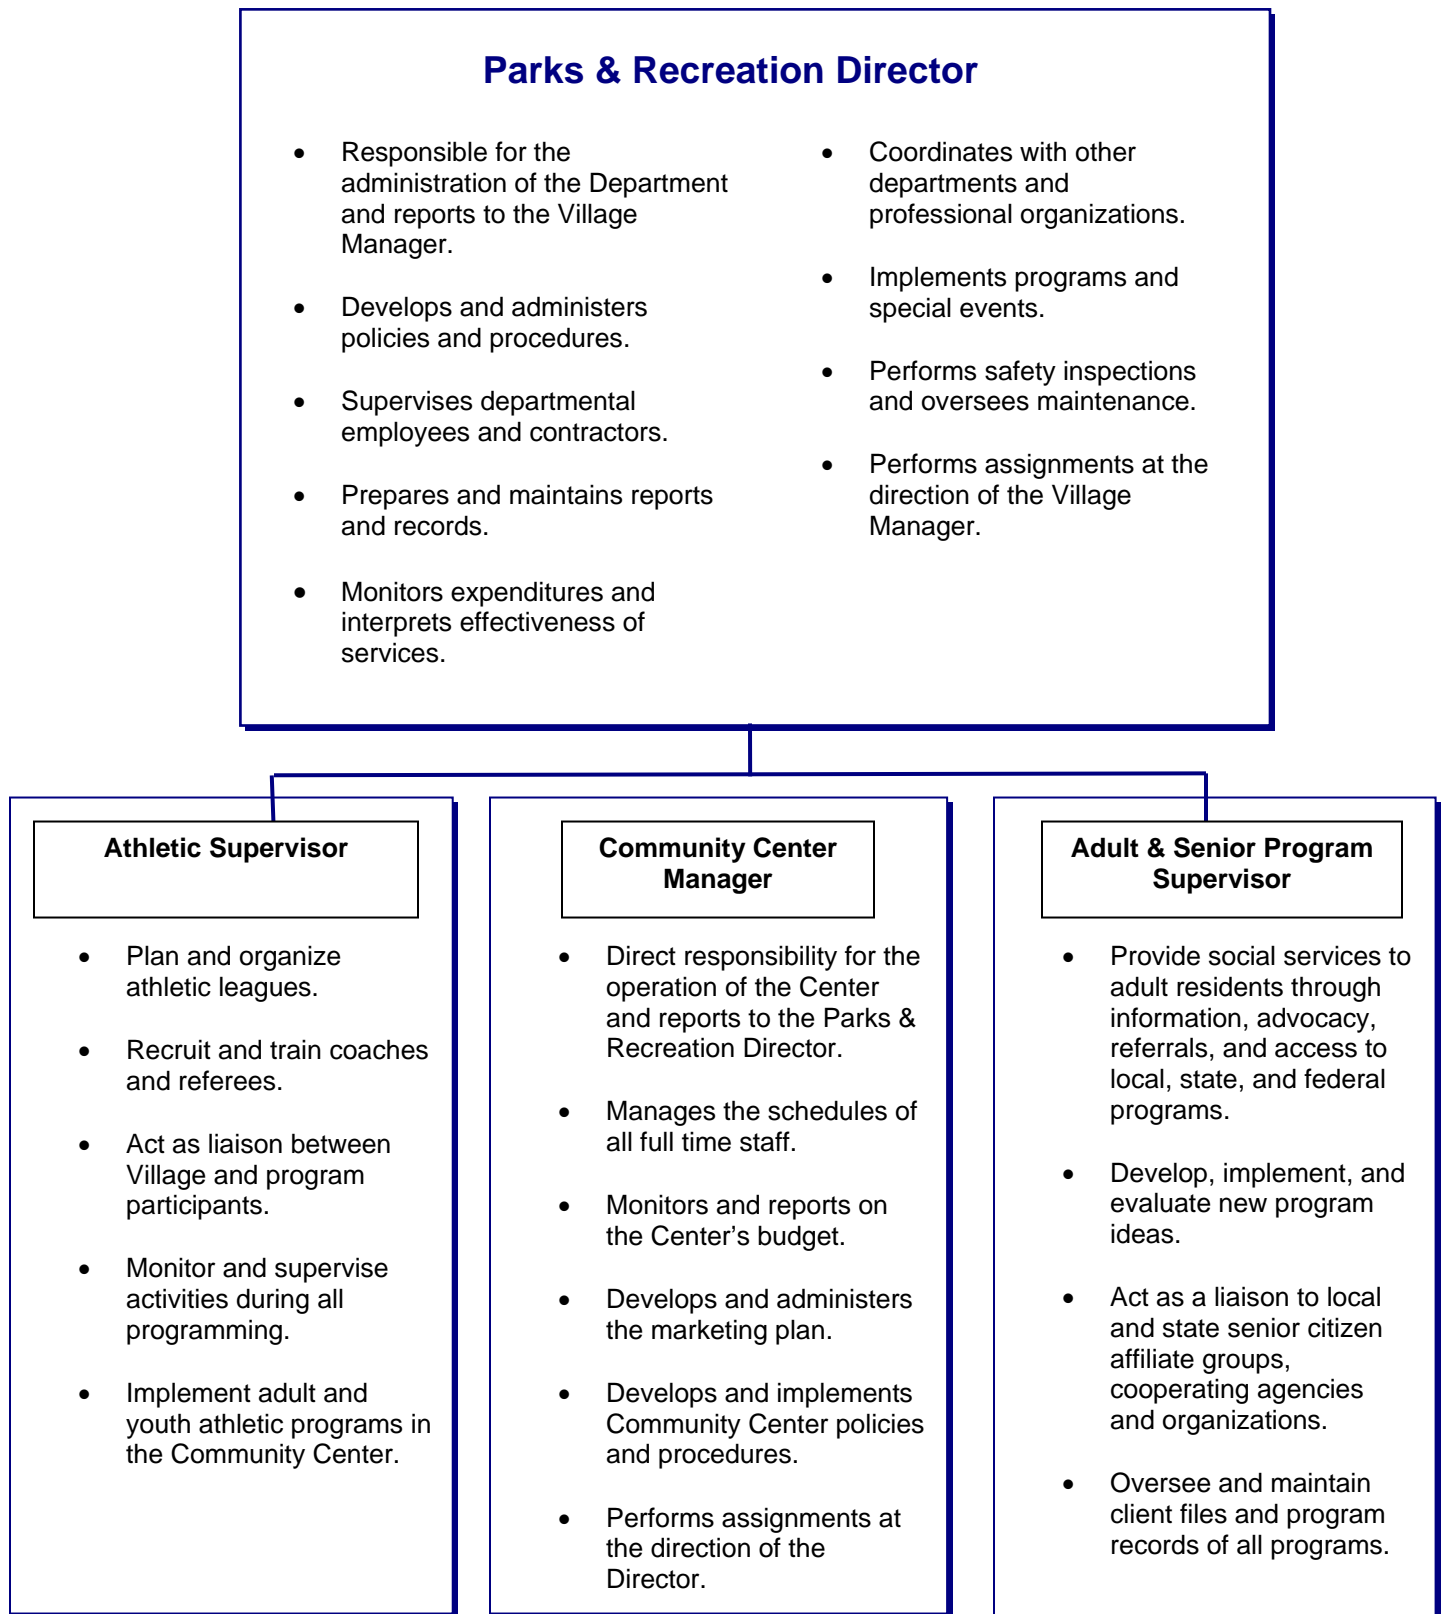 Parks & Recreation Director
• Responsible for the
administration of the Department
and reports to the Village
Manager.
• Develops and administers
policies and procedures.
• Supervises departmental
employees and contractors.
• Prepares and maintains reports
and records.
• Monitors expenditures and
interprets effectiveness of
services.
• Coordinates with other
departments and
professional organizations.
• Implements programs and
special events.
• Performs safety inspections
and oversees maintenance.
• Performs assignments at the
direction of the Village
Manager.
Athletic Supervisor
• Plan and organize
athletic leagues.
• Recruit and train coaches
and referees.
• Act as liaison between
Village and program
participants.
• Monitor and supervise
activities during all
programming.
• Implement adult and
youth athletic programs in
the Community Center.
Community Center
Manager
• Direct responsibility for the
operation of the Center
and reports to the Parks &
Recreation Director.
• Manages the schedules of
all full time staff.
• Monitors and reports on
the Center’s budget.
• Develops and administers
the marketing plan.
• Develops and implements
Community Center policies
and procedures.
• Performs assignments at
the direction of the
Director.
Adult & Senior Program
Supervisor
• Provide social services to
adult residents through
information, advocacy,
referrals, and access to
local, state, and federal
programs.
• Develop, implement, and
evaluate new program
ideas.
• Act as a liaison to local
and state senior citizen
affiliate groups,
cooperating agencies
and organizations.
• Oversee and maintain
client files and program
records of all programs.